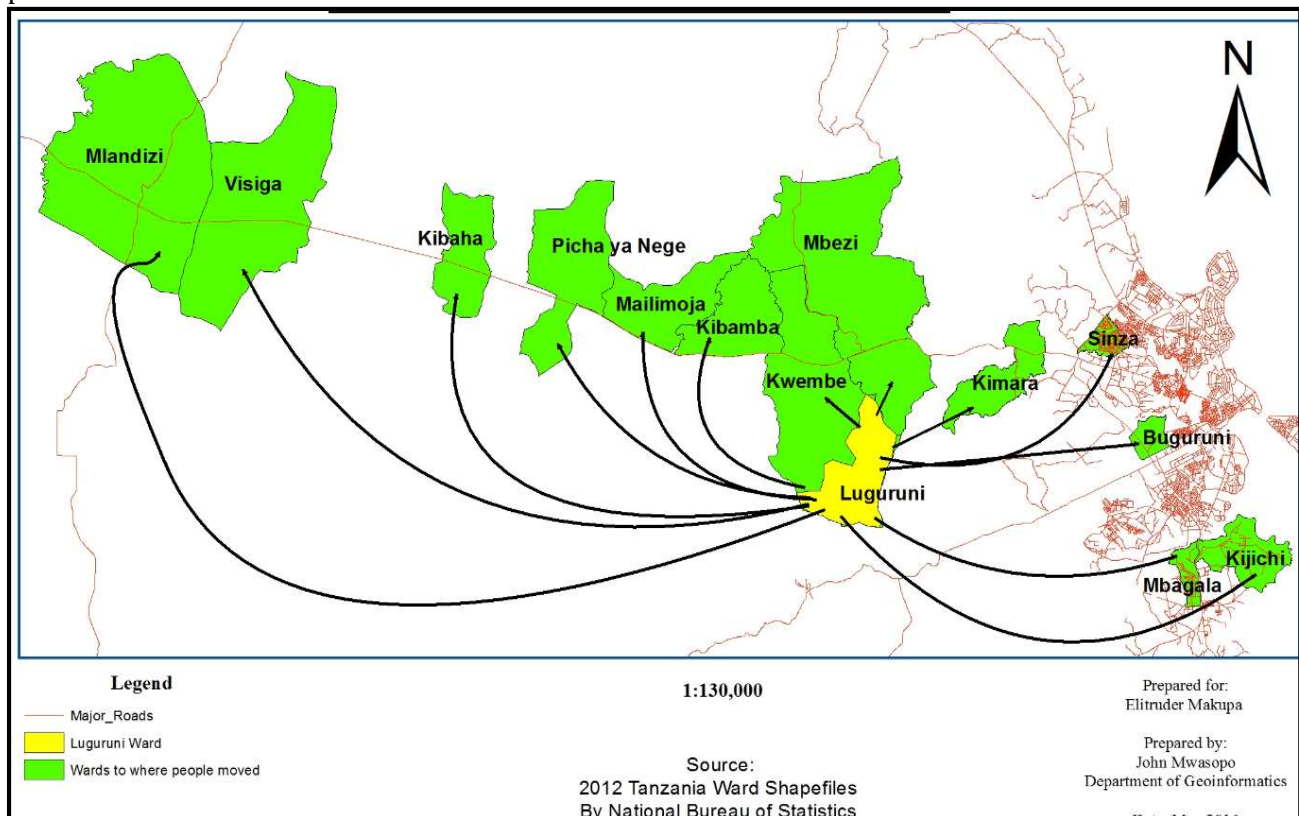 N
Mlandizi
Visiga
Kibaha
Picha ya Nege
Mbezi
Mailimoja
Kibamba
Sinza
Kwembe
Kimara
Buguruni
Luguruni
Kijichi
Mbagala
Legend
Major_Roads
Luguruni Ward
Wards to where people moved
1:130,000
Source:
2012 Tanzania Ward Shapefiles
By National Bureau of Statistics
Prepared for:
Elitruder Makupa
Prepared by:
John Mwasopo
Department of Geoinformatics